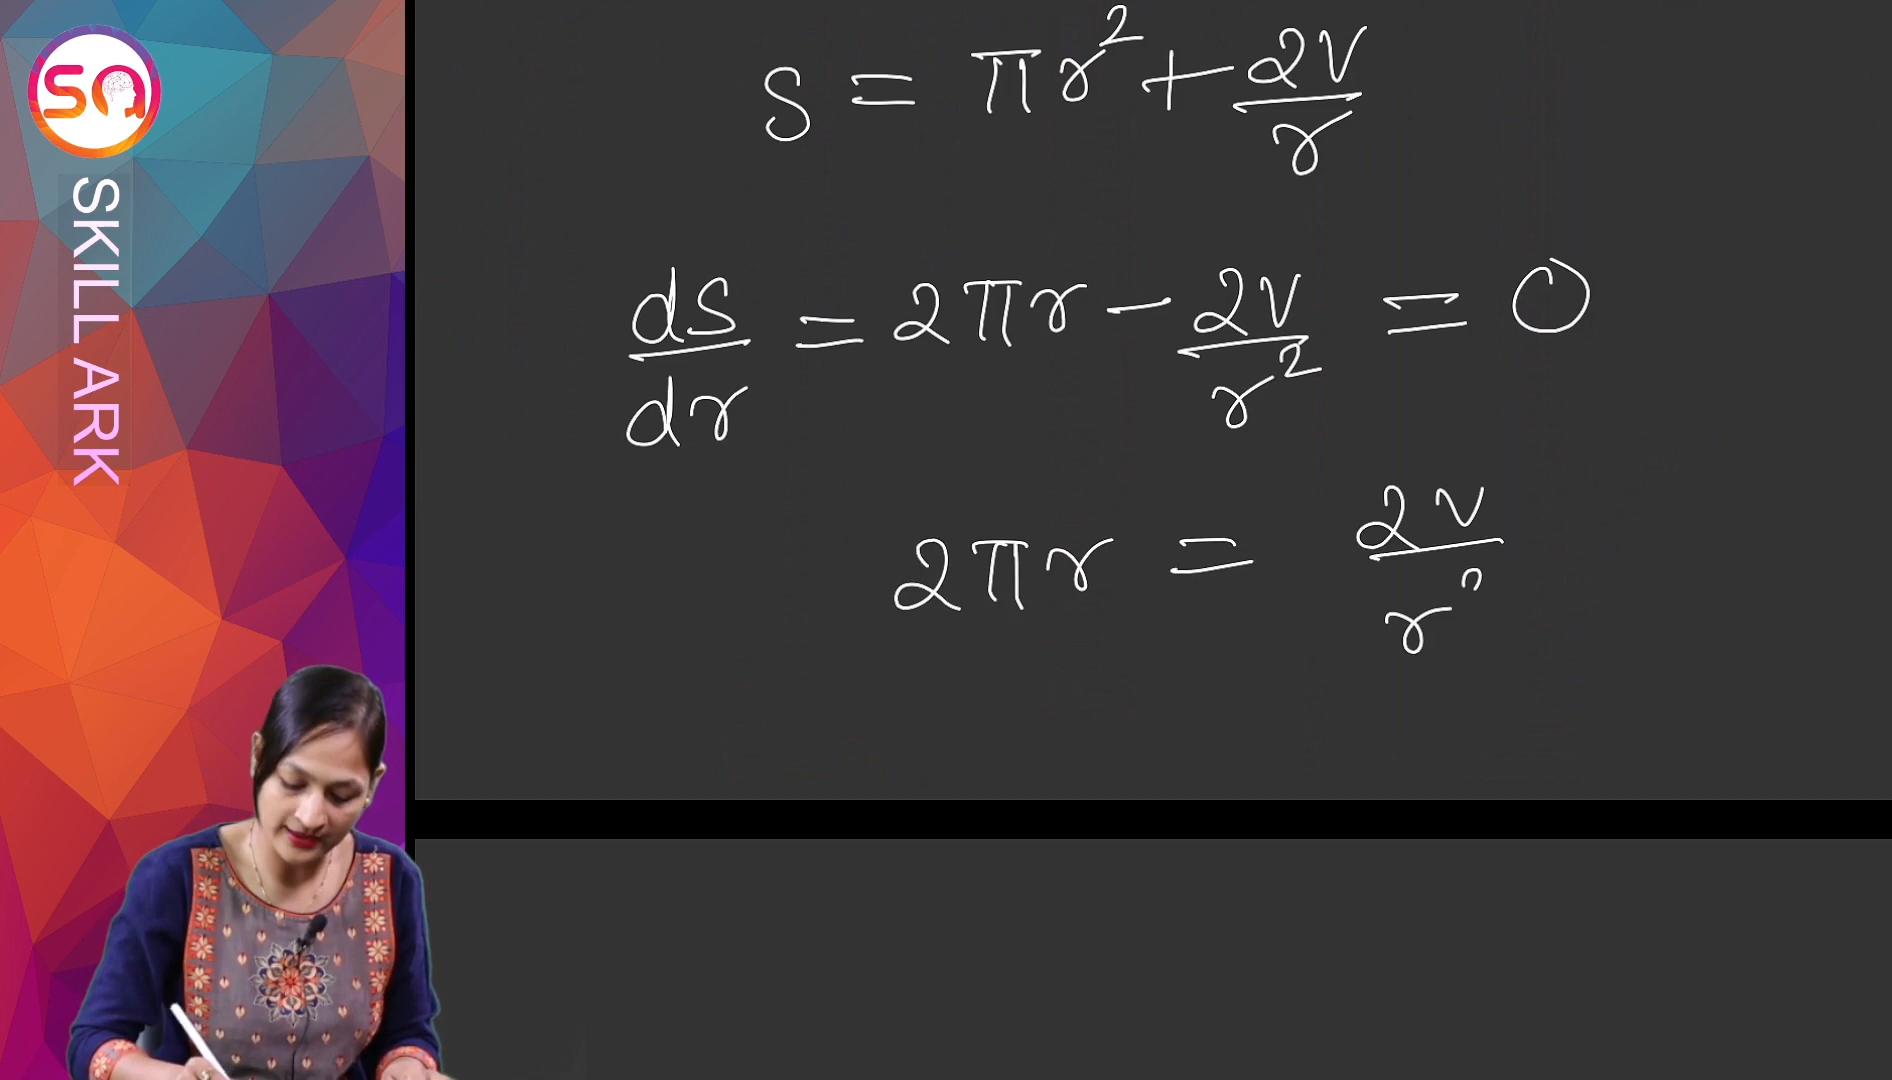 SKILL ARK
S = πr² + 2V/r
dS/dr = 2πr - 2V/r² = 0
2πr = 2V/r²